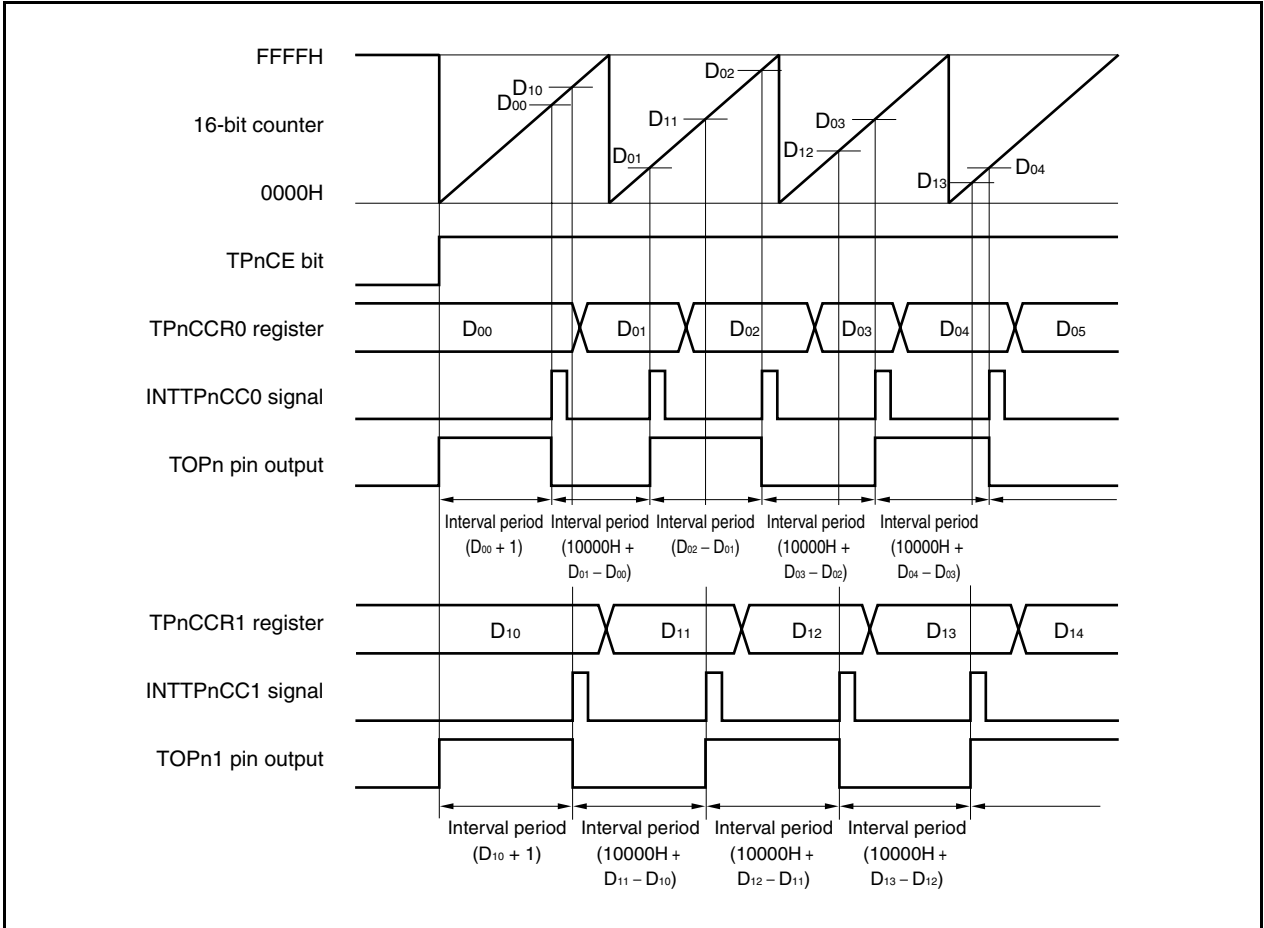 FFFFH
16-bit counter
0000H
D10
D00
D01
D11
D02
D12
D03
D13
D04
TPnCE bit
TPnCCR0 register
D00
D01
D02
D03
D04
D05
INTTPnCC0 signal
TOPn pin output
Interval period
(D00 + 1)
Interval period
(10000H +
D01 – D00)
Interval period
(D02 – D01)
Interval period
(10000H +
D03 – D02)
Interval period
(10000H +
D04 – D03)
TPnCCR1 register
D10
D11
D12
D13
D14
INTTPnCC1 signal
TOPn1 pin output
Interval period
(D10 + 1)
Interval period
(10000H +
D11 – D10)
Interval period
(10000H +
D12 – D11)
Interval period
(10000H +
D13 – D12)